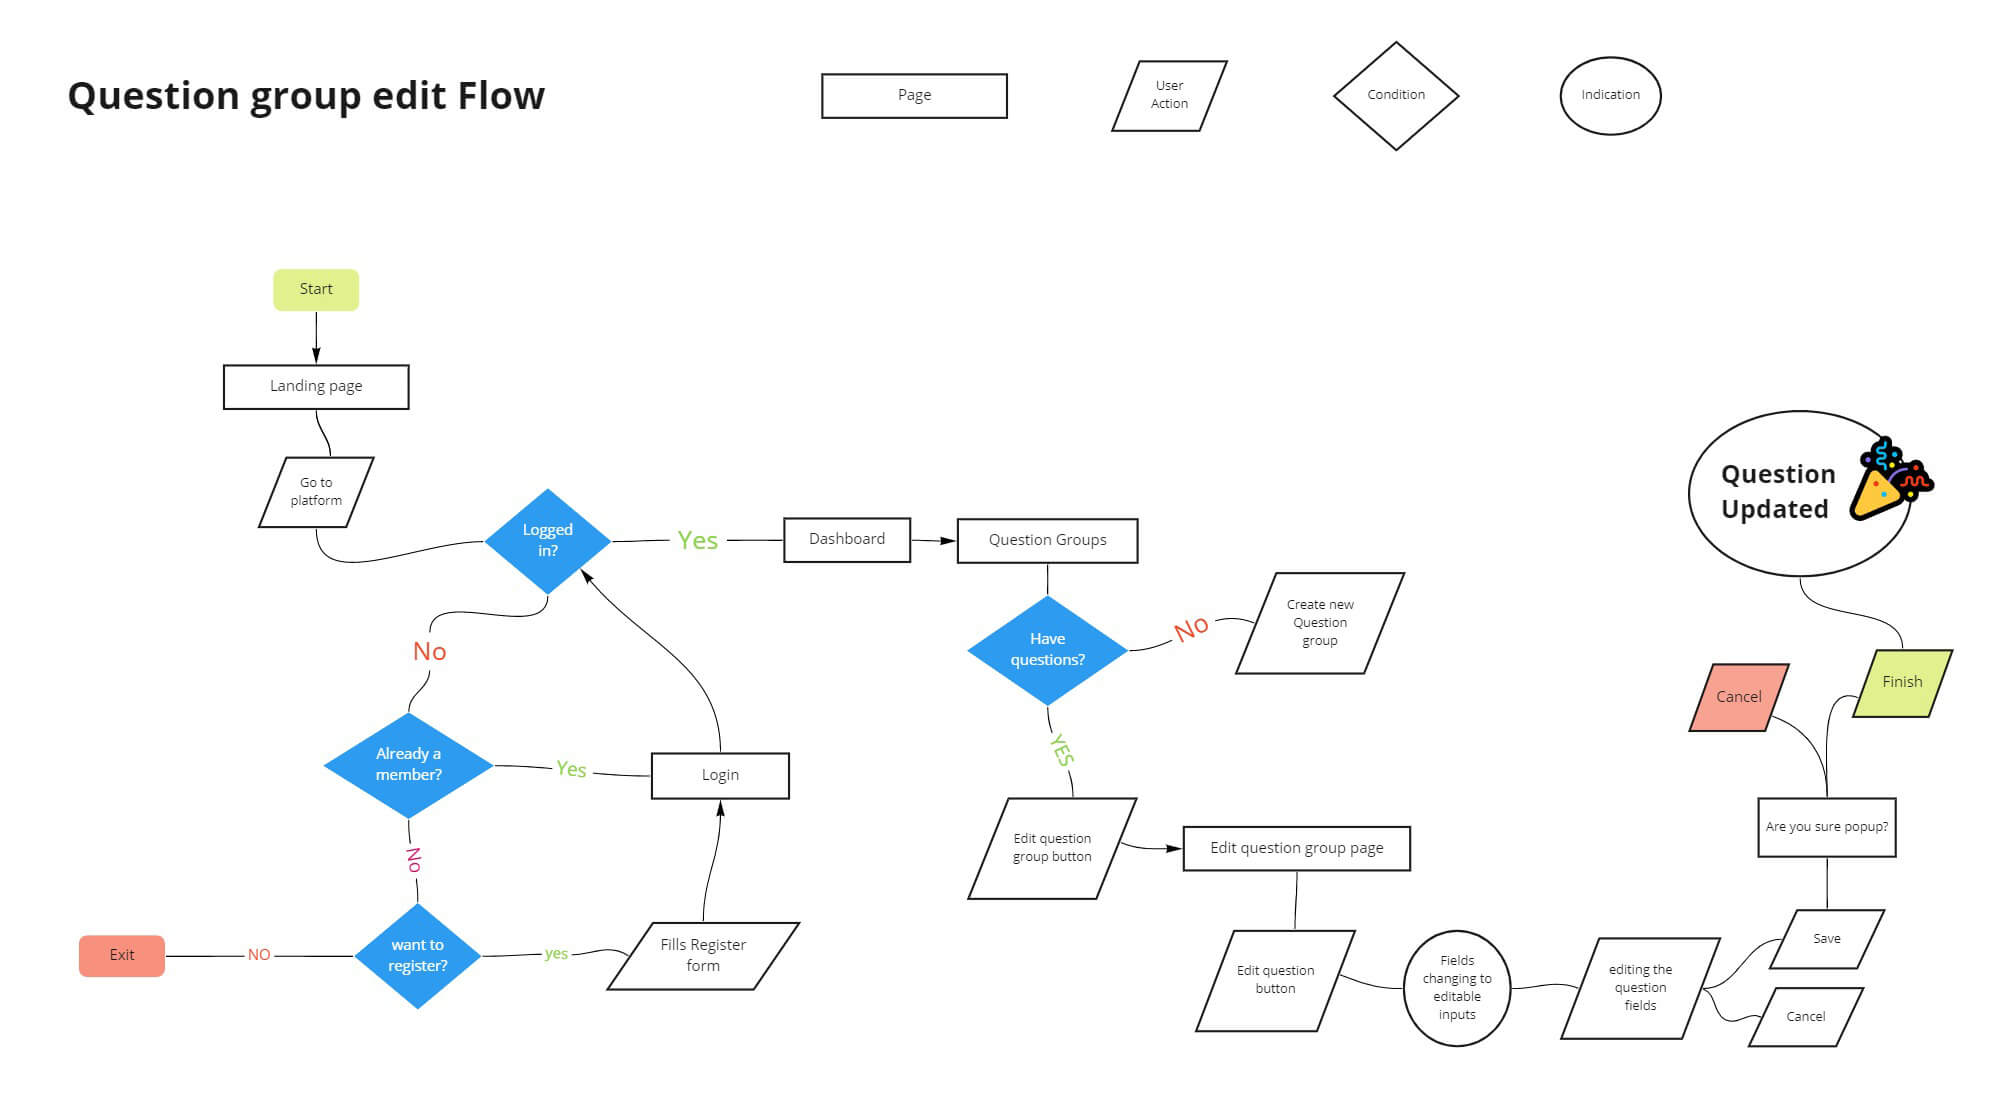 Question group edit Flow
Page
User
Action
Condition
Indication
Start
Landing page
Go to
platform
Logged
in?
Yes
Dashboard
Question Groups
Have
questions?
No
Create new
Question
group
YES
Edit question
group button
Edit question group page
Edit question
button
Fields
changing to
editable
inputs
editing the
question
fields
Save
Cancel
Are you sure popup?
Cancel
Finish
Question
Updated
No
Already a
member?
Yes
Login
No
want to
register?
yes
Fills Register
form
NO
Exit